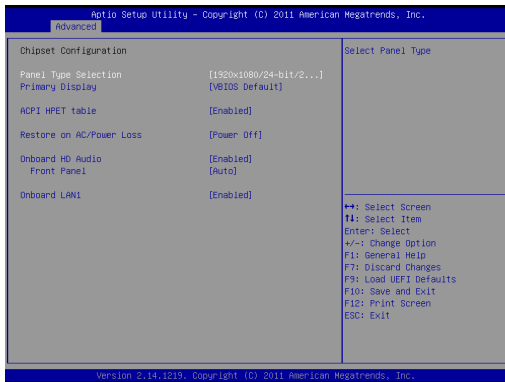 Aptio Setup Utility – Copyright (C) 2011 American Megatrends, Inc.
Advanced
Chipset Configuration
Panel Type Selection [1920x1080/24-bit/2...]
Primary Display [VBIOS Default]
ACPI HPET table [Enabled]
Restore on AC/Power Loss [Power Off]
Onboard HD Audio [Enabled]
Front Panel [Auto]
Onboard LAN1 [Enabled]
Select Panel Type
↔: Select Screen
↑↓: Select Item
Enter: Select
+/-: Change Option
F1: General Help
F7: Discard Changes
F9: Load UEFI Defaults
F10: Save and Exit
F12: Print Screen
ESC: Exit
Version 2.14.1219. Copyright (C) 2011 American Megatrends, Inc.